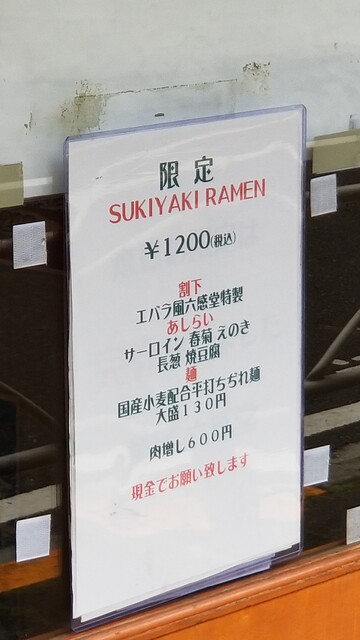 限定
SUKIYAKI RAMEN
￥1200(税込)
割下
エバラ風六感堂特製
あしらい
サーロイン 春菊 えのき
長葱 焼豆腐
麺
国産小麦配合平打ちぢれ麺
大盛130円
肉増し600円
現金でお願い致します